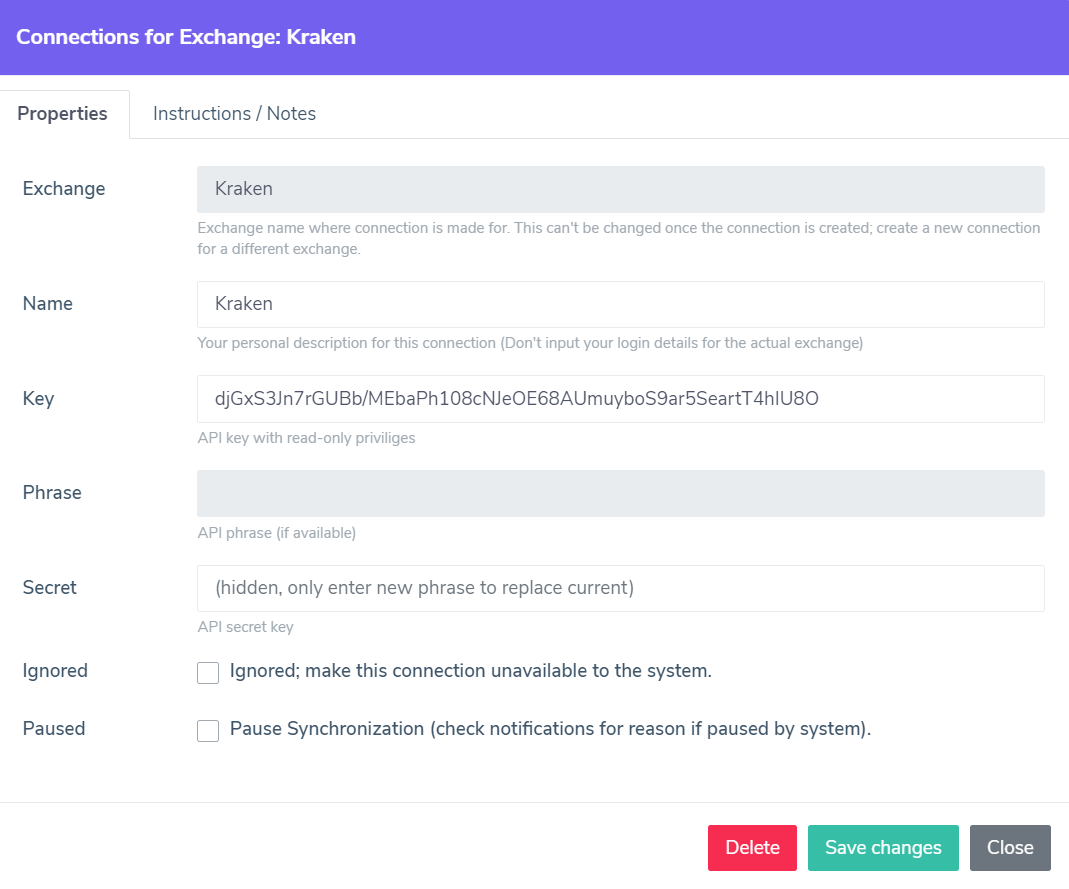 Connections for Exchange: Kraken
Properties
Instructions / Notes
Exchange
Kraken
Exchange name where connection is made for. This can't be changed once the connection is created; create a new connection
for a different exchange.
Name
Kraken
Your personal description for this connection (Don't input your login details for the actual exchange)
Key
djGxS3Jn7rGUBb/MEbaPh108cNJeOE68AUmuyboS9ar5SeartT4hIU8O
API key with read-only priviliges
Phrase
API phrase (if available)
Secret
(hidden, only enter new phrase to replace current)
API secret key
Ignored
Ignored; make this connection unavailable to the system.
Paused
Pause Synchronization (check notifications for reason if paused by system).
Delete
Save changes
Close